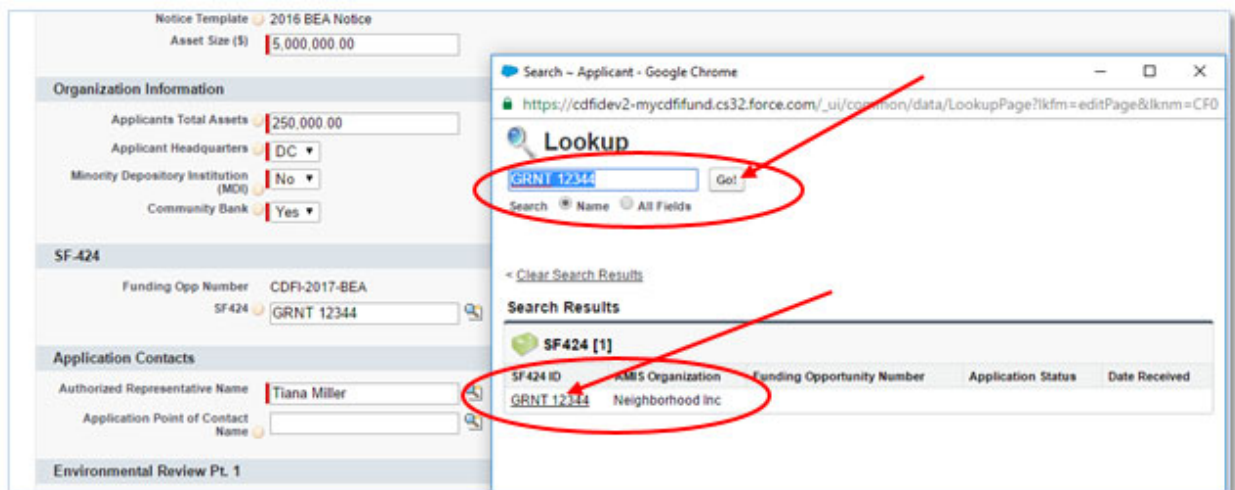 Notice Template 2016 BEA Notice
Asset Size ($) 5,000,000.00
Organization Information
Applicants Total Assets 250,000.00
Applicant Headquarters DC
Minority Depository Institution (MDI) No
Community Bank Yes
SF-424
Funding Opp Number CDFI-2017-BEA
SF424 GRNT 12344
Application Contacts
Authorized Representative Name Tiana Miller
Application Point of Contact Name
Environmental Review Pt. 1
Search ~ Applicant - Google Chrome
https://cdfidev2-mycdfifund.cs32.force.com/_ui/common/data/LookupPage?lkfm=editPage&lknm=CF0
Lookup
GRNT 12344 Go!
Search Name All Fields
< Clear Search Results
Search Results
SF424 [1]
SF424 ID AMIS Organization Funding Opportunity Number Application Status Date Received
GRNT 12344 Neighborhood Inc